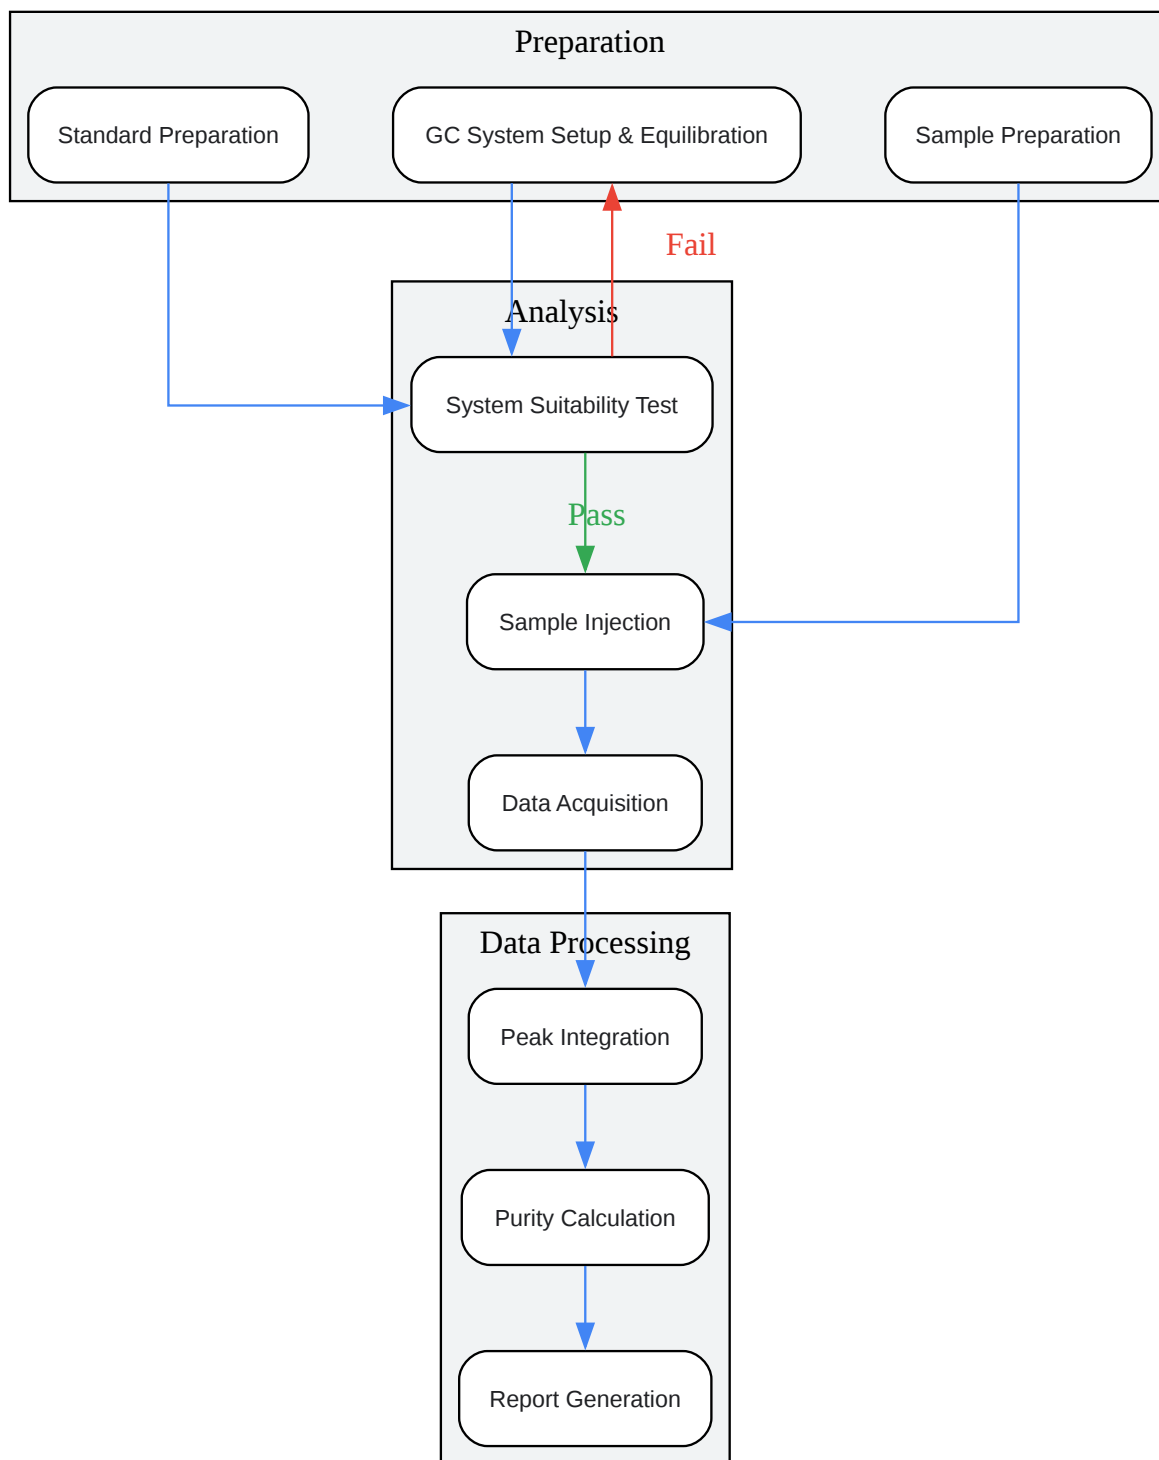 Preparation
Standard Preparation
GC System Setup & Equilibration
Sample Preparation
Fail
Analysis
System Suitability Test
Pass
Sample Injection
Data Acquisition
Data Processing
Peak Integration
Purity Calculation
Report Generation